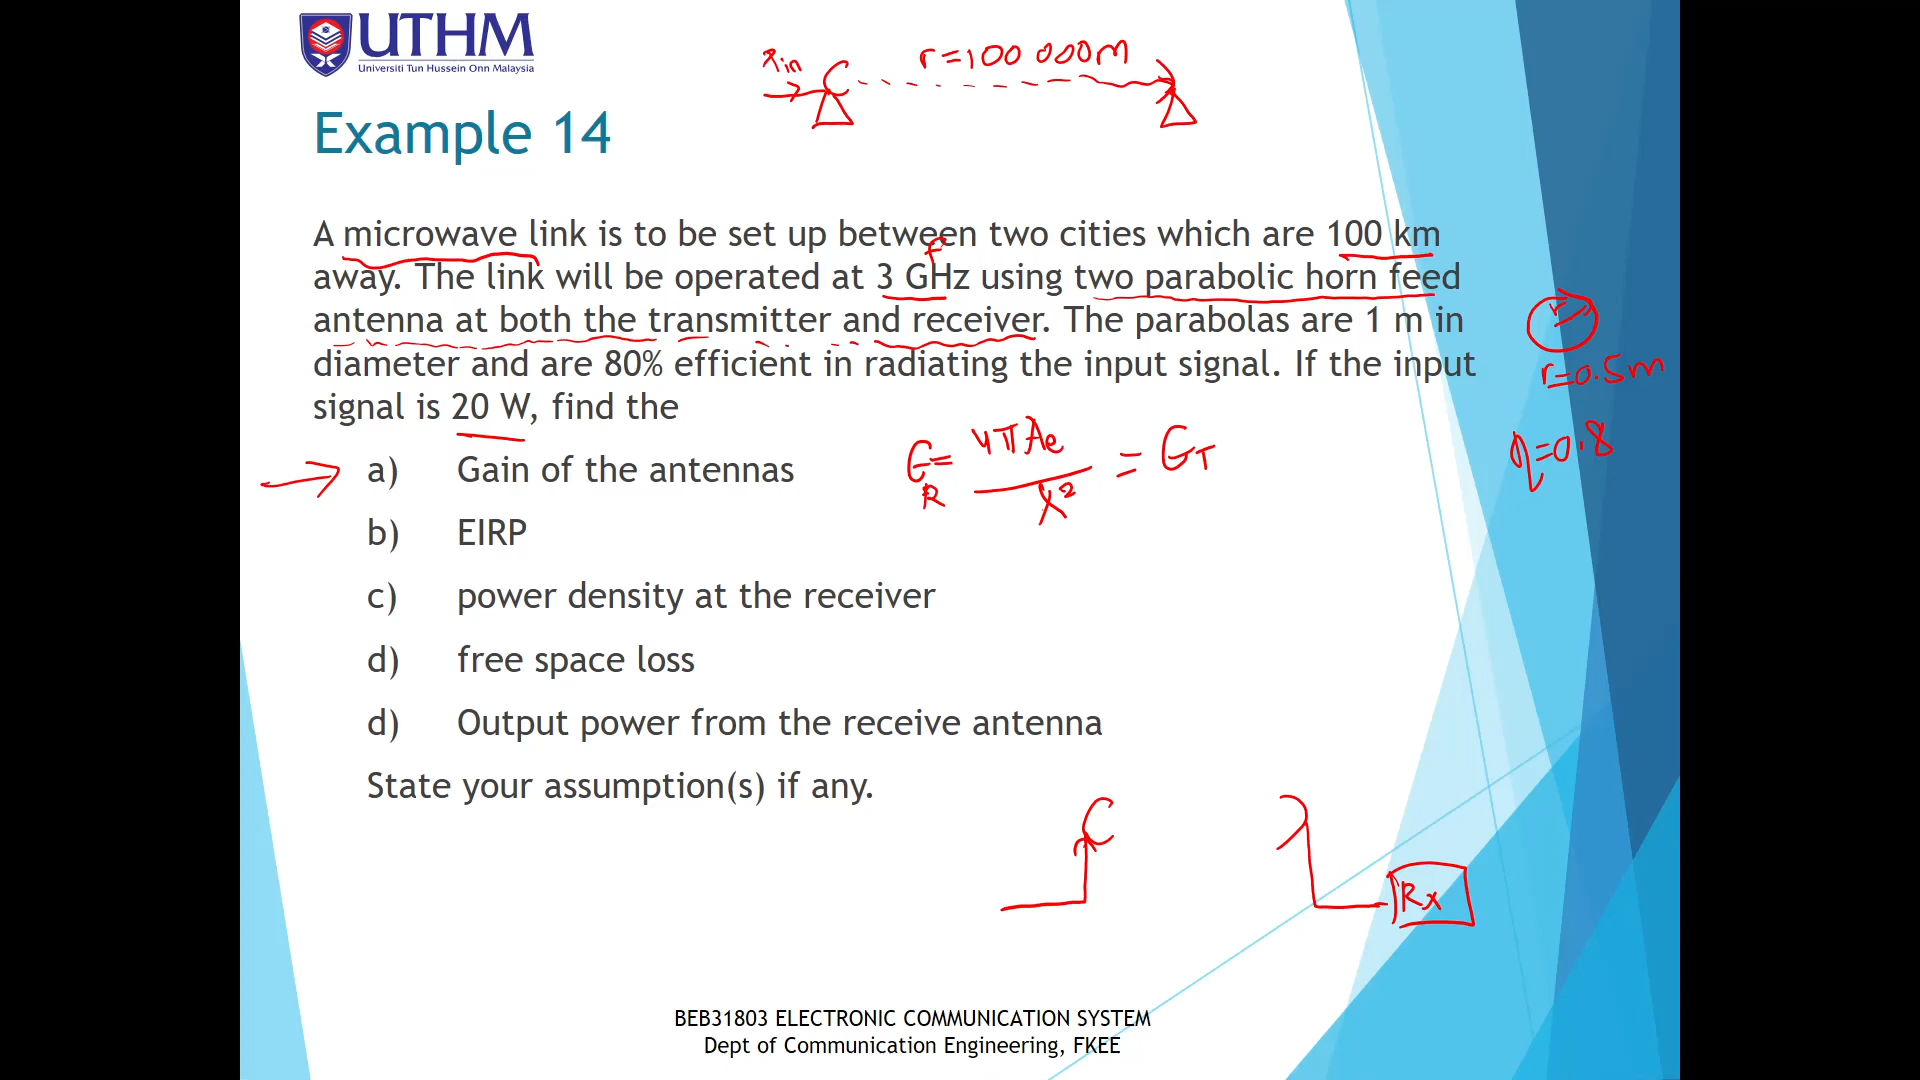 UTHM
Universiti Tun Hussein Onn Malaysia
Pin
r=100 000m
Example 14
A microwave link is to be set up between two cities which are 100 km
f
away. The link will be operated at 3 GHz using two parabolic horn feed
antenna at both the transmitter and receiver. The parabolas are 1 m in
r
diameter and are 80% efficient in radiating the input signal. If the input
r=0.5m
signal is 20 W, find the
η=0.8
a) Gain of the antennas
G_R = 4πAe / λ² = G_T
b) EIRP
c) power density at the receiver
d) free space loss
d) Output power from the receive antenna
State your assumption(s) if any.
Rx
BEB31803 ELECTRONIC COMMUNICATION SYSTEM
Dept of Communication Engineering, FKEE